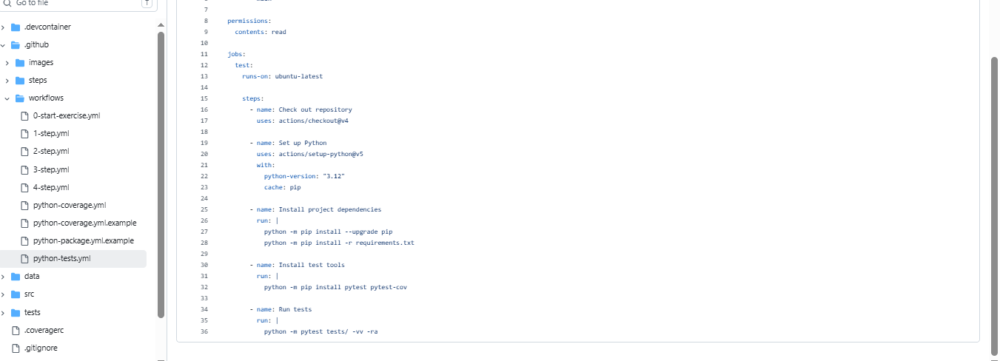 Go to file
T
.devcontainer
.github
images
steps
workflows
0-start-exercise.yml
1-step.yml
2-step.yml
3-step.yml
4-step.yml
python-coverage.yml
python-coverage.yml.example
python-package.yml.example
python-tests.yml
data
src
tests
.coveragerc
.gitignore
7
8 permissions:
9 contents: read
10
11 jobs:
12 test:
13 runs-on: ubuntu-latest
14
15 steps:
16 - name: Check out repository
17 uses: actions/checkout@v4
18
19 - name: Set up Python
20 uses: actions/setup-python@v5
21 with:
22 python-version: "3.12"
23 cache: pip
24
25 - name: Install project dependencies
26 run: |
27 python -m pip install --upgrade pip
28 python -m pip install -r requirements.txt
29
30 - name: Install test tools
31 run: |
32 python -m pip install pytest pytest-cov
33
34 - name: Run tests
35 run: |
36 python -m pytest tests/ -vv -ra